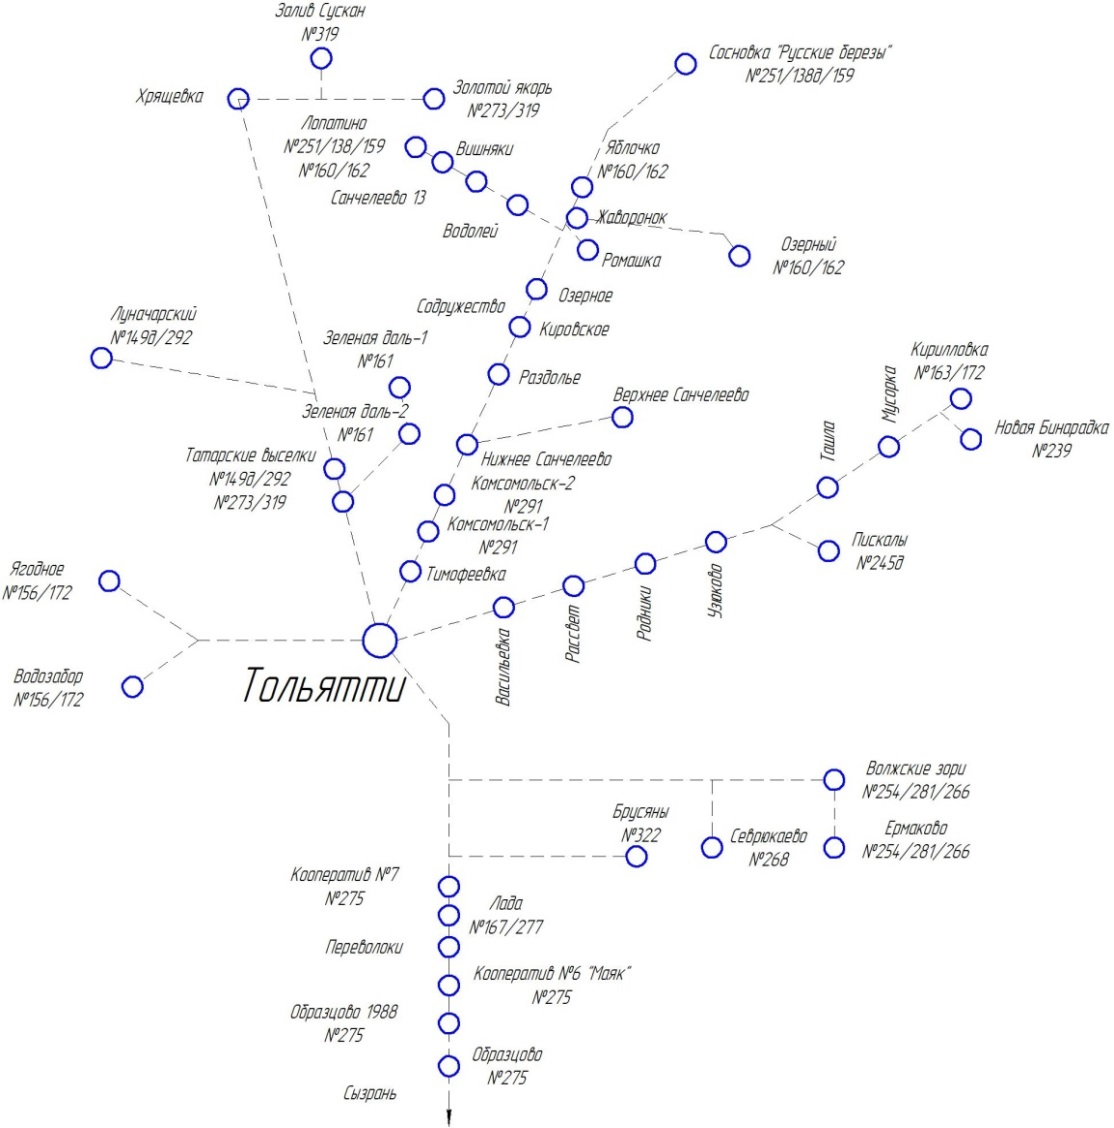 Залив Сускан
№319
Сосновка "Русские березы"
№251/138д/159
Хрящевка
Золотой якорь
№273/319
Лопатино
№251/138/159
№160/162
Вишняки
Яблочко
№160/162
Санчелеево 13
Водолей
Жаворонок
Ромашка
Озерный
№160/162
Содружество
Озерное
Кировское
Луначарский
№149д/292
Зеленая даль-1
№161
Раздолье
Зеленая даль-2
№161
Верхнее Санчелеево
Кирилловка
№163/172
Мусорка
Новая Бинарадка
№239
Ташла
Татарские выселки
№149д/292
№273/319
Нижнее Санчелеево
Комсомольск-2
№291
Комсомольск-1
№291
Пискалы
№245д
Ягодное
№156/172
Тимофеевка
Узюково
Родники
Рассвет
Васильевка
Водозабор
№156/172
Тольятти
Волжские зори
№254/281/266
Брусяны
№322
Севрюкаево
№268
Ермаково
№254/281/266
Кооператив №7
№275
Лада
№167/277
Переволоки
Кооператив №6 "Маяк"
№275
Образцово 1988
№275
Образцово
№275
Сызрань